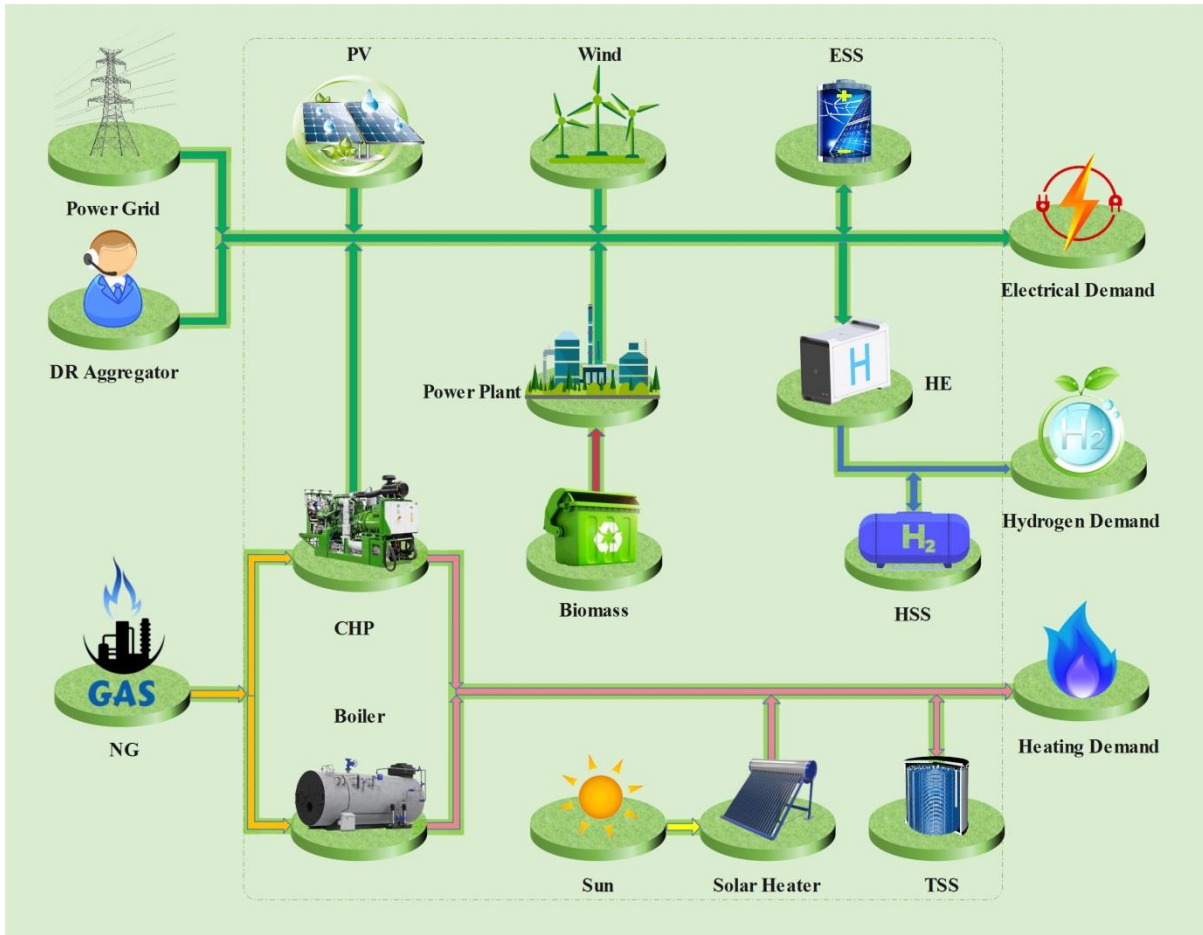 PV
Wind
ESS
Power Grid
Electrical Demand
DR Aggregator
Power Plant
H
HE
H2
Hydrogen Demand
H2
CHP
Biomass
HSS
GAS
NG
Boiler
Heating Demand
Sun
Solar Heater
TSS